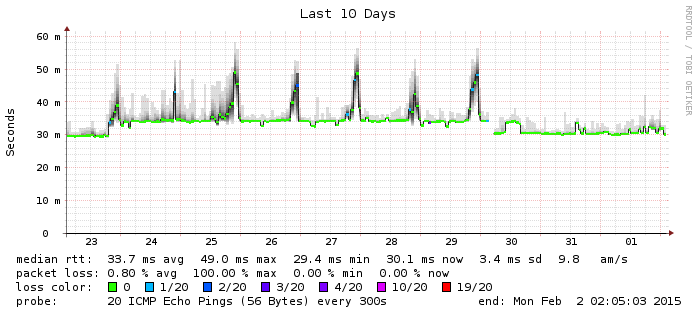 Last 10 Days
RRDTOOL / TOBI OETIKER
Seconds
60 m
50 m
40 m
30 m
20 m
10 m
0
23 24 25 26 27 28 29 30 31 01
median rtt: 33.7 ms avg 49.0 ms max 29.4 ms min 30.1 ms now 3.4 ms sd 9.8 am/s
packet loss: 0.80 % avg 100.00 % max 0.00 % min 0.00 % now
loss color: 0 1/20 2/20 3/20 4/20 10/20 19/20
probe: 20 ICMP Echo Pings (56 Bytes) every 300s end: Mon Feb 2 02:05:03 2015